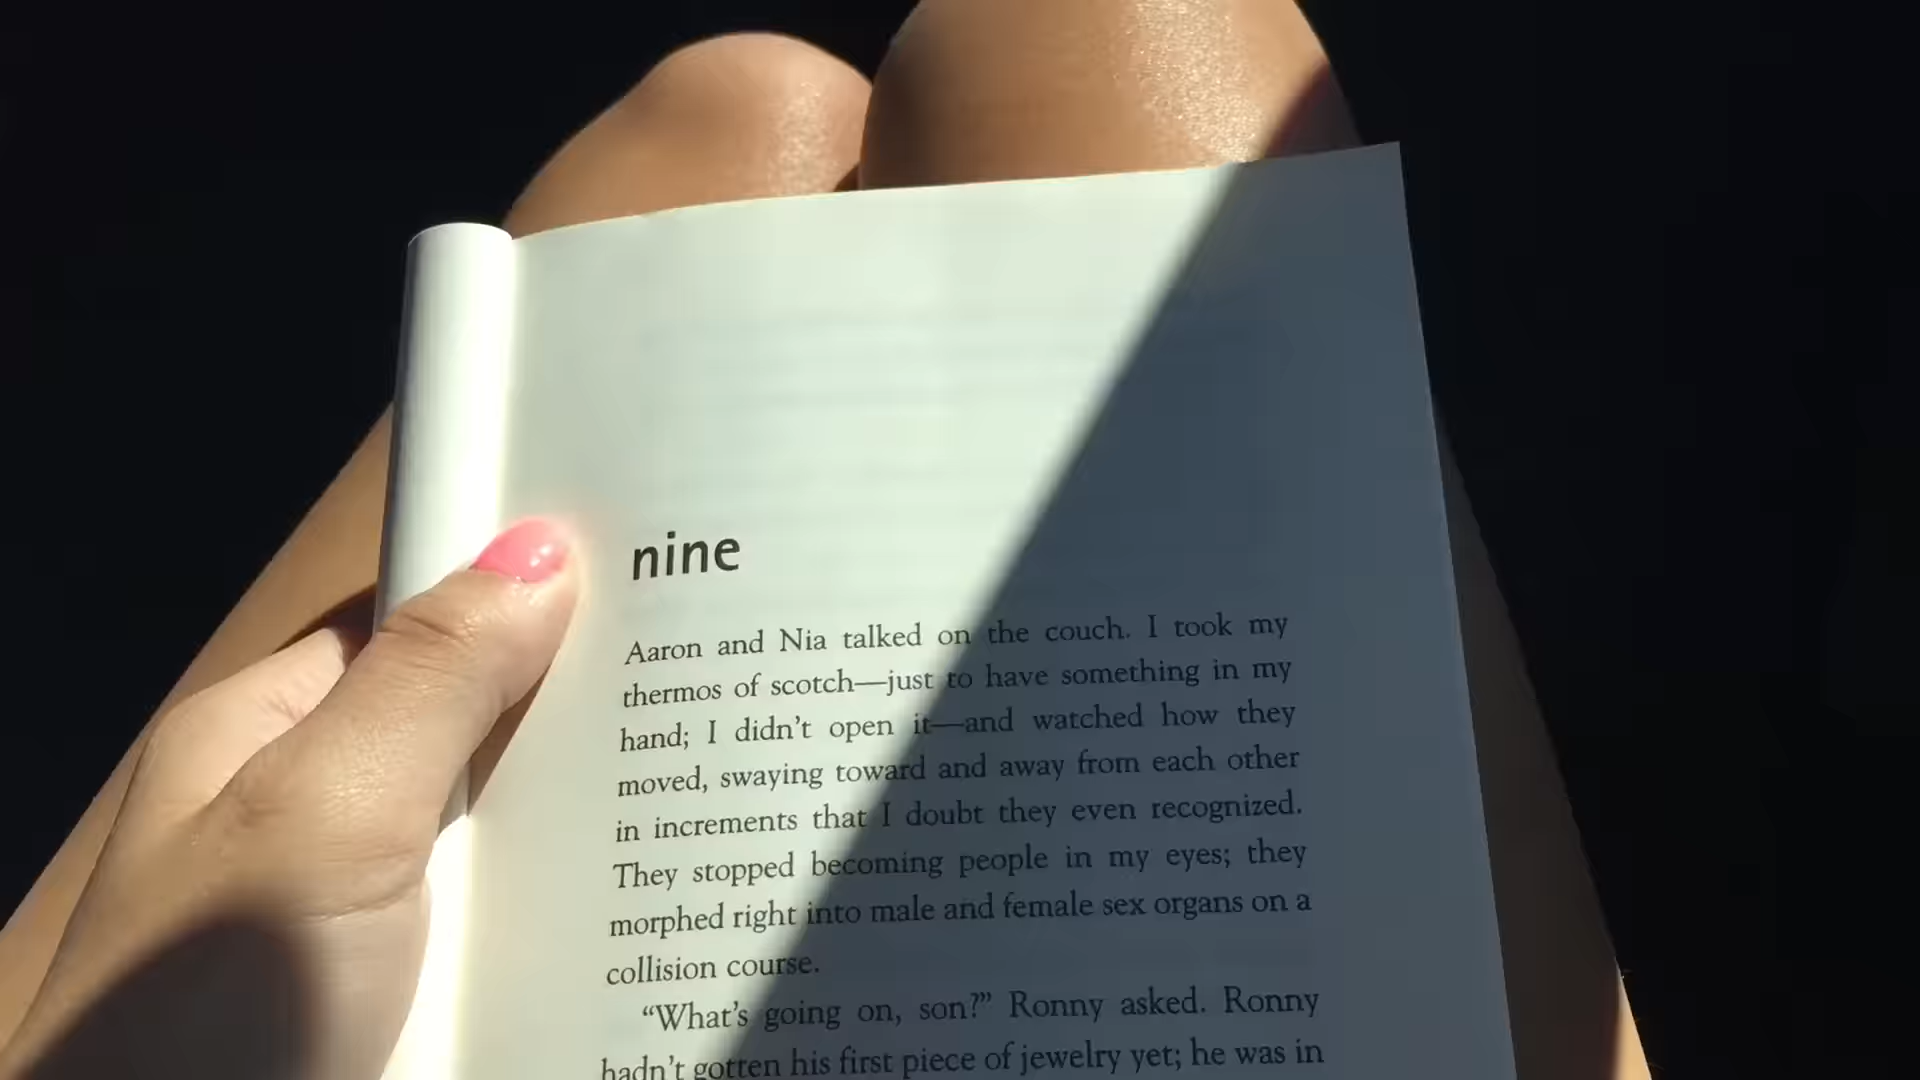 nine
Aaron and Nia talked on the couch. I took my
thermos of scotch—just to have something in my
hand; I didn’t open it—and watched how they
moved, swaying toward and away from each other
in increments that I doubt they even recognized.
They stopped becoming people in my eyes; they
morphed right into male and female sex organs on a
collision course.
“What’s going on, son?” Ronny asked. Ronny
hadn’t gotten his first piece of jewelry yet; he was in